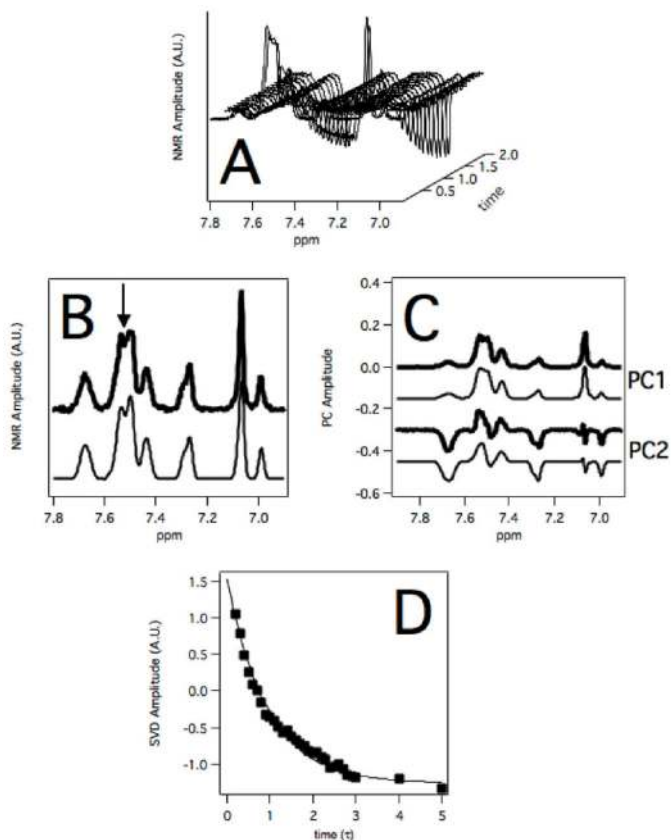 NMR Amplitude (A.U.)
A
2.0
1.5
1.0
0.5
time
7.8 7.6 7.4 7.2 7.0
ppm
NMR Amplitude (A.U.)
B
7.8 7.6 7.4 7.2 7.0
ppm
PC Amplitude
0.4
0.2
0.0
-0.2
-0.4
-0.6
C
PC1
PC2
7.8 7.6 7.4 7.2 7.0
ppm
SVD Amplitude (A.U.)
1.5
1.0
0.5
0.0
-0.5
-1.0
D
0 1 2 3 4 5
time (τ)